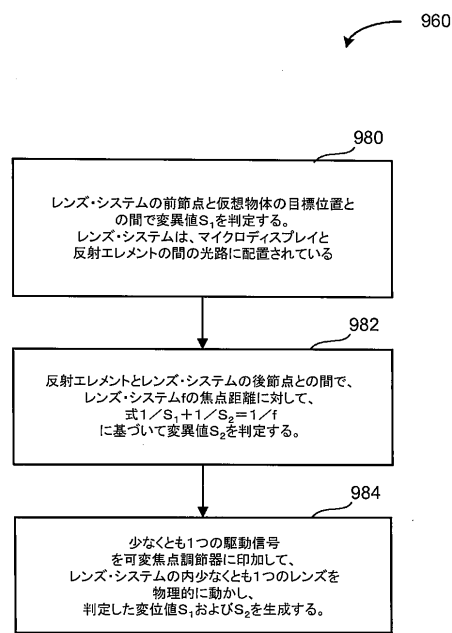 960
980
レンズ・システムの前節点と仮想物体の目標位置と
の間で変異値S₁を判定する。
レンズ・システムは、マイクロディスプレイと
反射エレメントの間の光路に配置されている
982
反射エレメントとレンズ・システムの後節点との間で、
レンズ・システムfの焦点距離に対して、
式1／S₁＋1／S₂＝1／f
に基づいて変異値S₂を判定する。
984
少なくとも1つの駆動信号
を可変焦点調節器に印加して、
レンズ・システムの内少なくとも1つのレンズを
物理的に動かし、
判定した変位値S₁およびS₂を生成する。